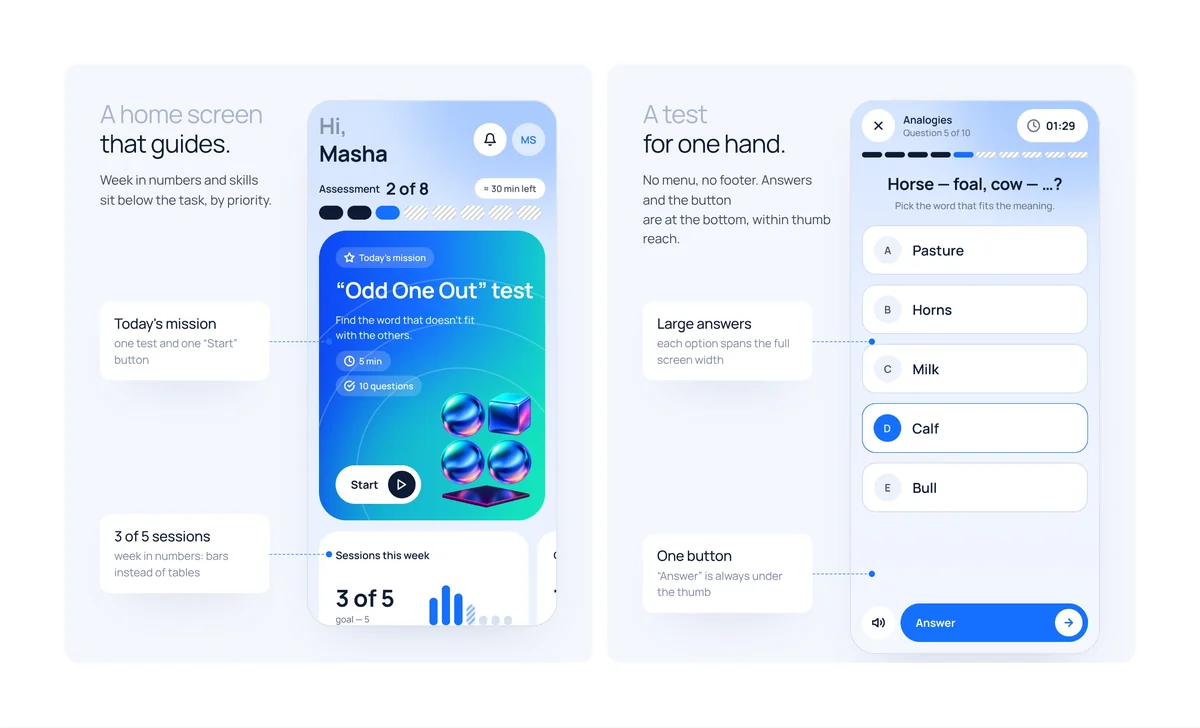 A home screen
that guides.
Week in numbers and skills
sit below the task, by priority.
Today's mission
one test and one “Start”
button
3 of 5 sessions
week in numbers: bars
instead of tables
Hi,
Masha
MS
Assessment 2 of 8
≈ 30 min left
Today's mission
“Odd One Out” test
Find the word that doesn't fit
with the others.
5 min
10 questions
Start
Sessions this week
3 of 5
goal — 5
A test
for one hand.
No menu, no footer. Answers
and the button
are at the bottom, within thumb
reach.
Large answers
each option spans the full
screen width
One button
“Answer” is always under
the thumb
Analogies
Question 5 of 10
01:29
Horse — foal, cow — ...?
Pick the word that fits the meaning.
A Pasture
B Horns
C Milk
D Calf
E Bull
Answer